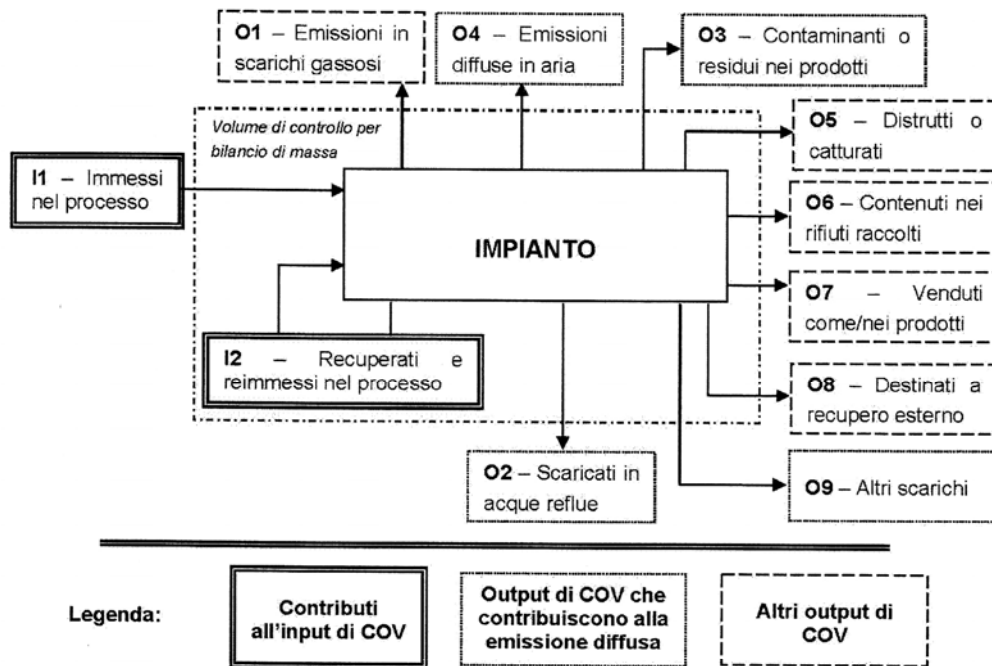 O1 – Emissioni in
scarichi gassosi
O4 – Emissioni
diffuse in aria
O3 – Contaminanti o
residui nei prodotti
Volume di controllo per
bilancio di massa
O5 – Distrutti o
catturati
I1 – Immessi
nel processo
O6 – Contenuti nei
rifiuti raccolti
IMPIANTO
O7 – Venduti
come/nei prodotti
I2 – Recuperati e
reimmessi nel processo
O8 – Destinati a
recupero esterno
O2 – Scaricati in
acque reflue
O9 – Altri scarichi
Legenda:
Contributi
all'input di COV
Output di COV che
contribuiscono alla
emissione diffusa
Altri output di
COV